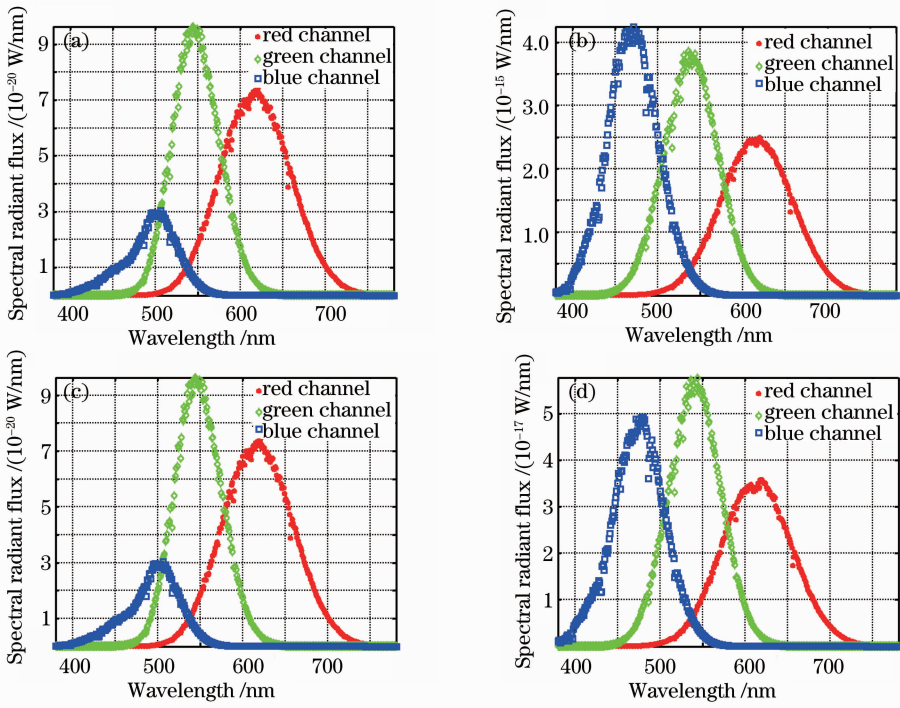 (a)
red channel
green channel
blue channel
Spectral radiant flux /(10⁻²⁰ W/nm)
9
7
5
3
1
400 500 600 700
Wavelength /nm
(b)
red channel
green channel
blue channel
Spectral radiant flux /(10⁻¹⁵ W/nm)
4.0
3.0
2.0
1.0
400 500 600 700
Wavelength /nm
(c)
red channel
green channel
blue channel
Spectral radiant flux /(10⁻²⁰ W/nm)
9
7
5
3
1
400 500 600 700
Wavelength /nm
(d)
red channel
green channel
blue channel
Spectral radiant flux /(10⁻¹⁷ W/nm)
5
4
3
2
1
400 500 600 700
Wavelength /nm